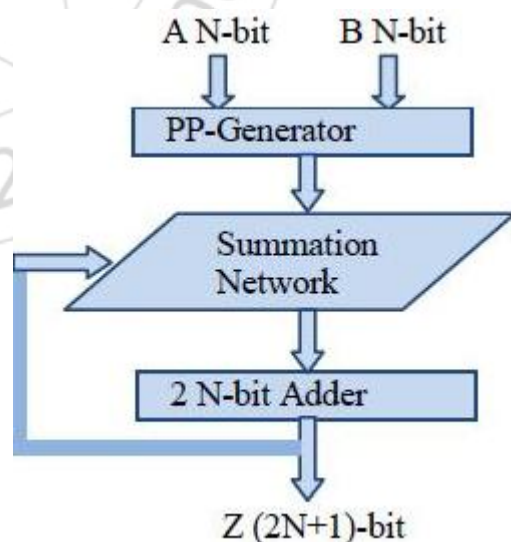 A N-bit B N-bit
PP-Generator
Summation
Network
2 N-bit Adder
Z (2N+1)-bit